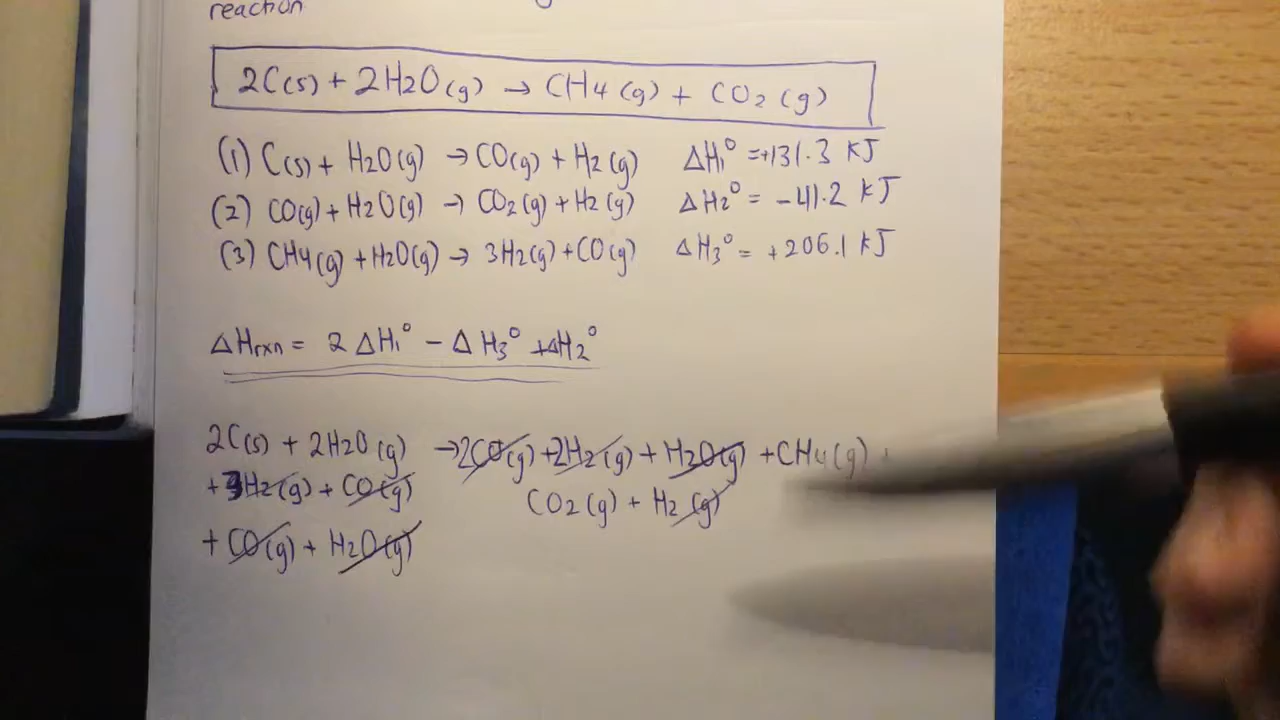 reaction
2C(s) + 2H2O(g) → CH4(g) + CO2(g)
(1) C(s) + H2O(g) → CO(g) + H2(g) ΔH1° = +131.3 kJ
(2) CO(g) + H2O(g) → CO2(g) + H2(g) ΔH2° = -41.2 kJ
(3) CH4(g) + H2O(g) → 3H2(g) + CO(g) ΔH3° = +206.1 kJ
ΔHrxn = 2ΔH1° - ΔH3° + ΔH2°
2C(s) + 2H2O(g) → 2CO(g) + 2H2(g) + H2O(g) + CH4(g) +
+ 3H2(g) + CO(g) CO2(g) + H2(g)
+ CO(g) + H2O(g)